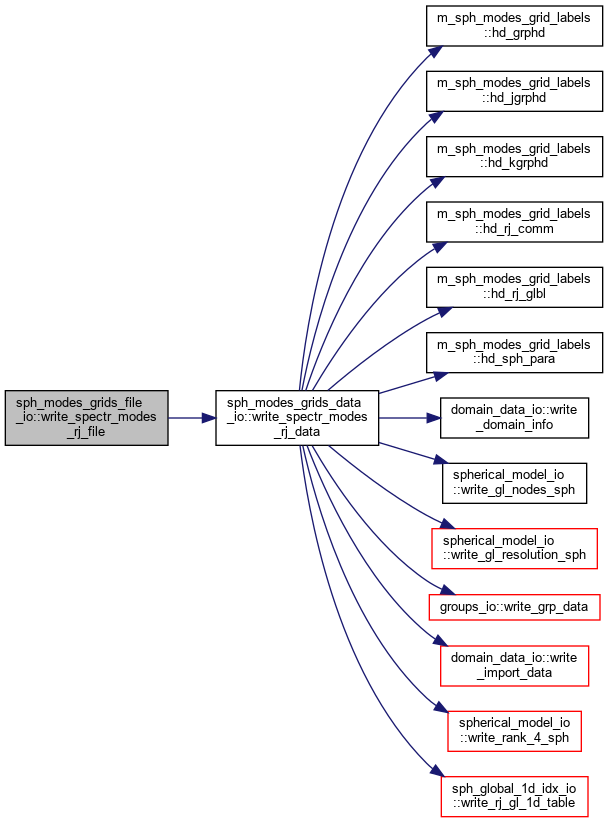 m_sph_modes_grid_labels
::hd_grphd
m_sph_modes_grid_labels
::hd_jgrphd
m_sph_modes_grid_labels
::hd_kgrphd
m_sph_modes_grid_labels
::hd_rj_comm
m_sph_modes_grid_labels
::hd_rj_glbl
m_sph_modes_grid_labels
::hd_sph_para
sph_modes_grids_file
_io::write_spectr_modes
_rj_file
sph_modes_grids_data
_io::write_spectr_modes
_rj_data
domain_data_io::write
_domain_info
spherical_model_io
::write_gl_nodes_sph
spherical_model_io
::write_gl_resolution_sph
groups_io::write_grp_data
domain_data_io::write
_import_data
spherical_model_io
::write_rank_4_sph
sph_global_1d_idx_io
::write_rj_gl_1d_table